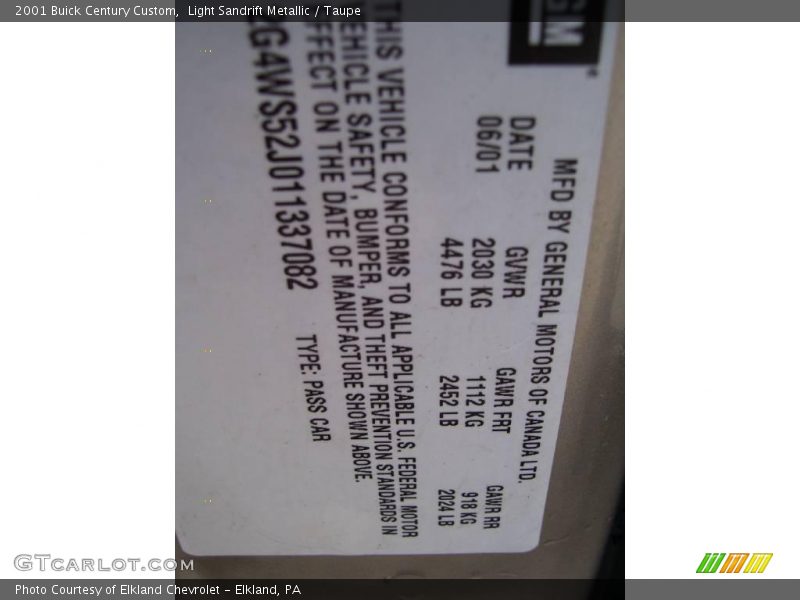 2001 Buick Century Custom,  Light Sandrift Metallic / Taupe
GM
MFD BY GENERAL MOTORS OF CANADA LTD.
DATE GVWR GAWR FRT GAWR RR
06/01 2030 KG 1112 KG 918 KG
4476 LB 2452 LB 2024 LB
THIS VEHICLE CONFORMS TO ALL APPLICABLE U.S. FEDERAL MOTOR
EHICLE SAFETY, BUMPER, AND THEFT PREVENTION STANDARDS IN
FFECT ON THE DATE OF MANUFACTURE SHOWN ABOVE.
G4WS52J011337082 TYPE: PASS CAR
GTcarlot.com
Photo Courtesy of Elkland Chevrolet - Elkland, PA